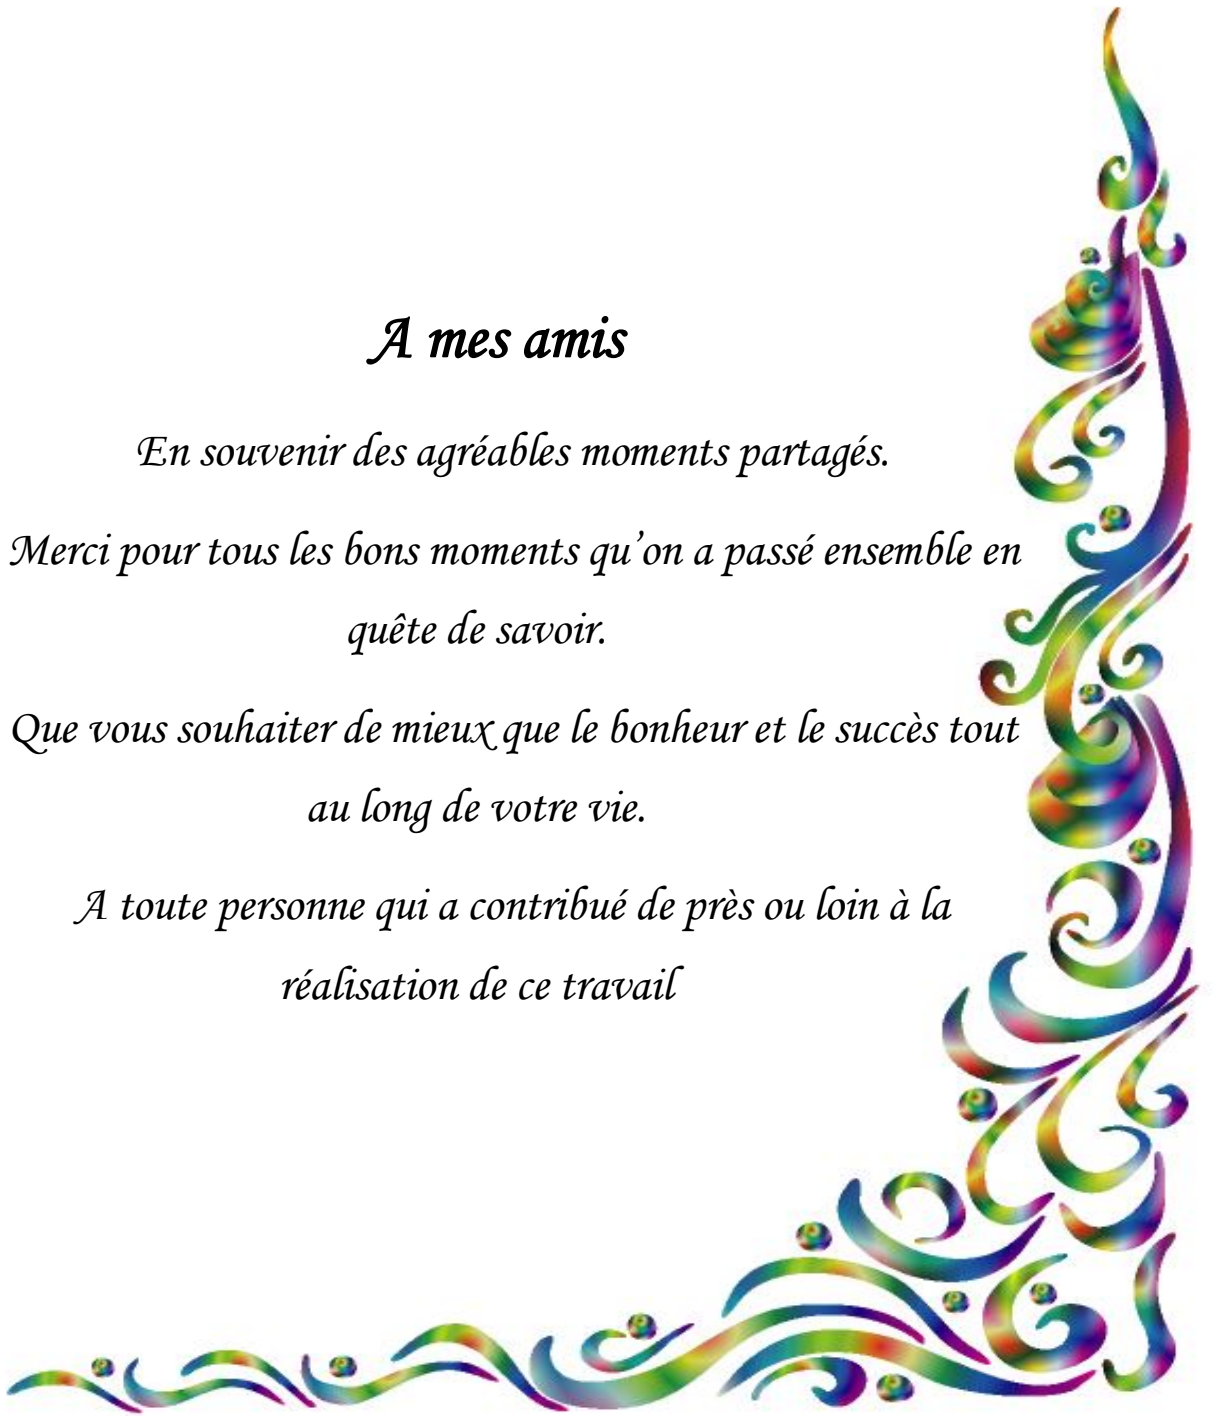 A mes amis
En souvenir des agréables moments partagés.
Merci pour tous les bons moments qu’on a passé ensemble en
quête de savoir.
Que vous souhaiter de mieux que le bonheur et le succès tout
au long de votre vie.
A toute personne qui a contribué de près ou loin à la
réalisation de ce travail